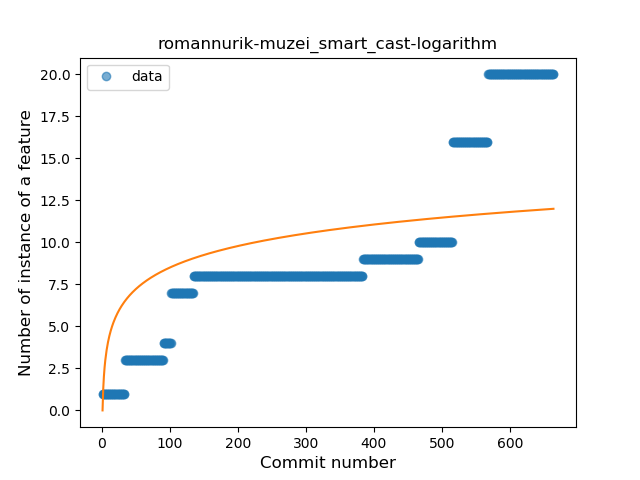 romannurik-muzei_smart_cast-logarithm
data
Number of instance of a feature
20.0
17.5
15.0
12.5
10.0
7.5
5.0
2.5
0.0
0 100 200 300 400 500 600
Commit number